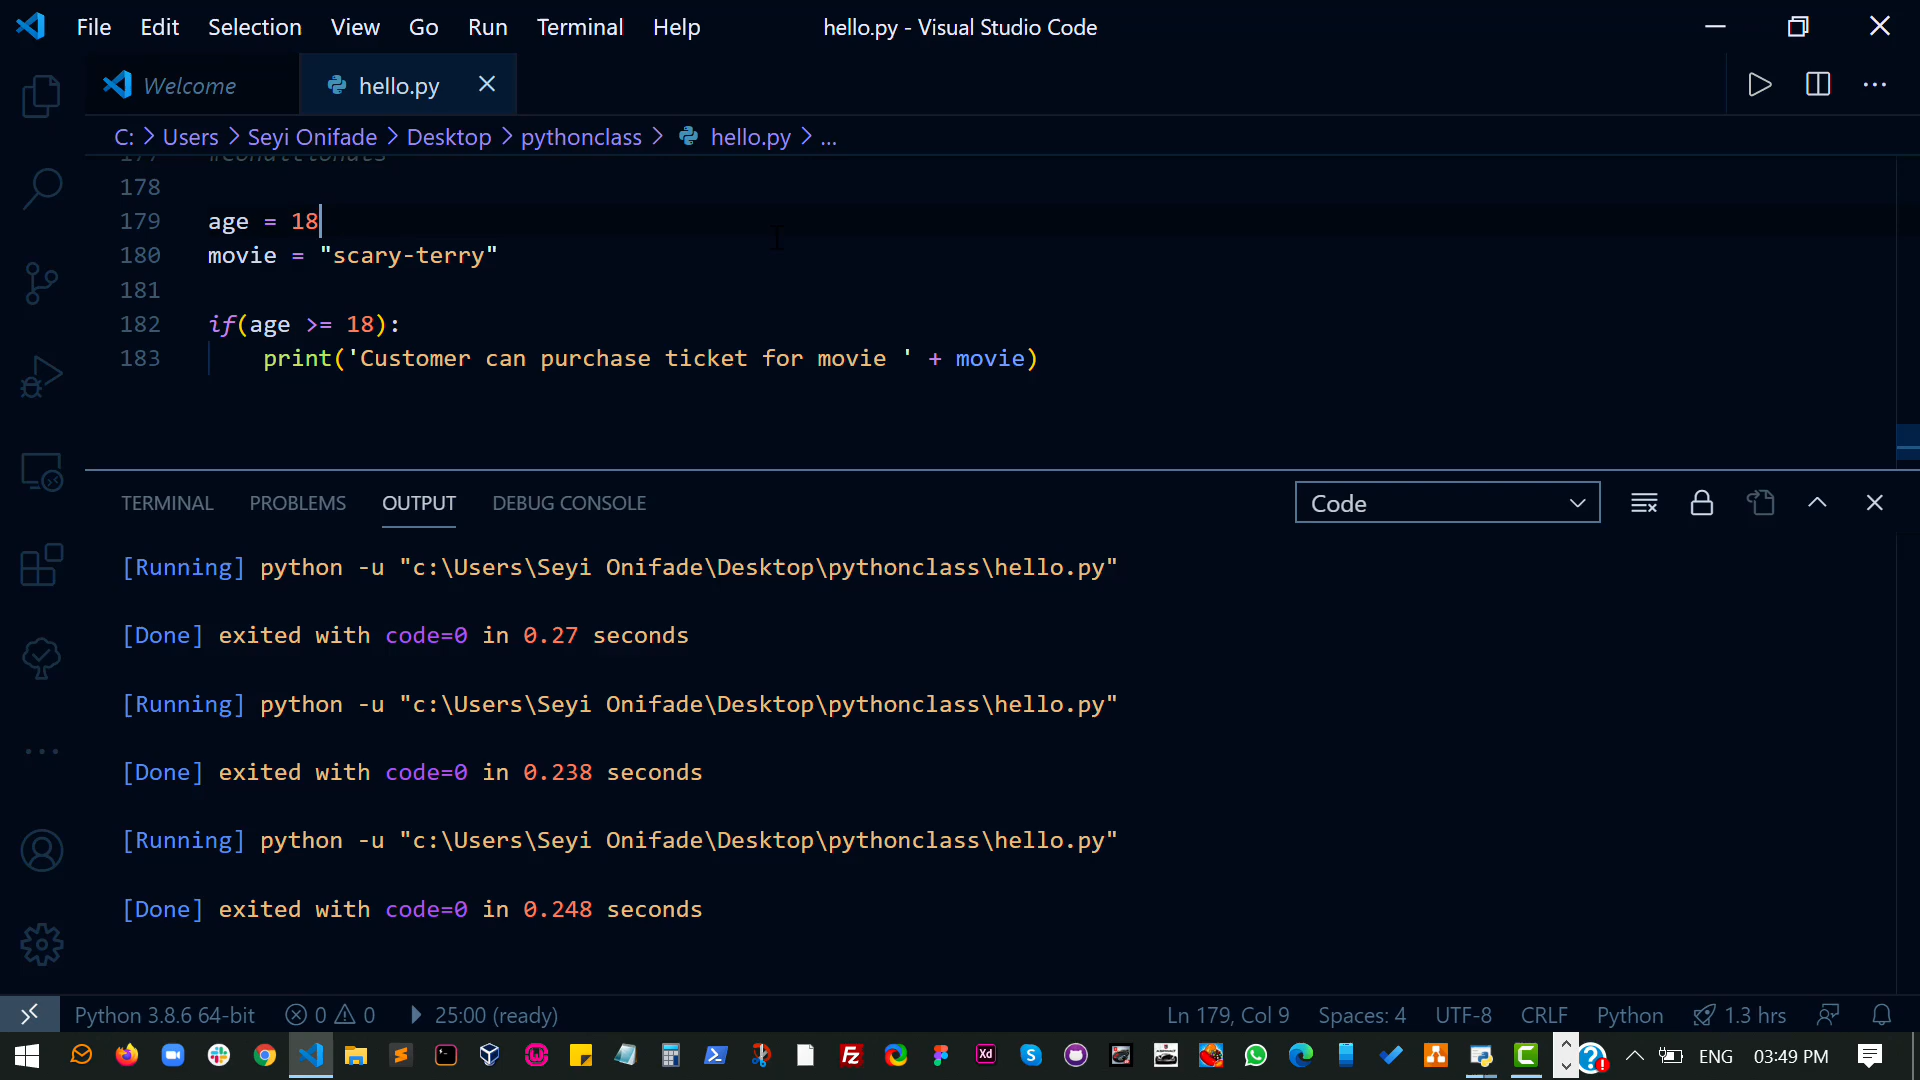 File Edit Selection View Go Run Terminal Help hello.py - Visual Studio Code
Welcome hello.py
C: > Users > Seyi Onifade > Desktop > pythonclass > hello.py > ...
177 #conditionals
178
179 age = 18
180 movie = "scary-terry"
181
182 if(age >= 18):
183 print('Customer can purchase ticket for movie ' + movie)
TERMINAL PROBLEMS OUTPUT DEBUG CONSOLE Code
[Running] python -u "c:\Users\Seyi Onifade\Desktop\pythonclass\hello.py"
[Done] exited with code=0 in 0.27 seconds
[Running] python -u "c:\Users\Seyi Onifade\Desktop\pythonclass\hello.py"
[Done] exited with code=0 in 0.238 seconds
[Running] python -u "c:\Users\Seyi Onifade\Desktop\pythonclass\hello.py"
[Done] exited with code=0 in 0.248 seconds
Python 3.8.6 64-bit 0 0 25:00 (ready) Ln 179, Col 9 Spaces: 4 UTF-8 CRLF Python 1.3 hrs
Xd ENG 03:49 PM